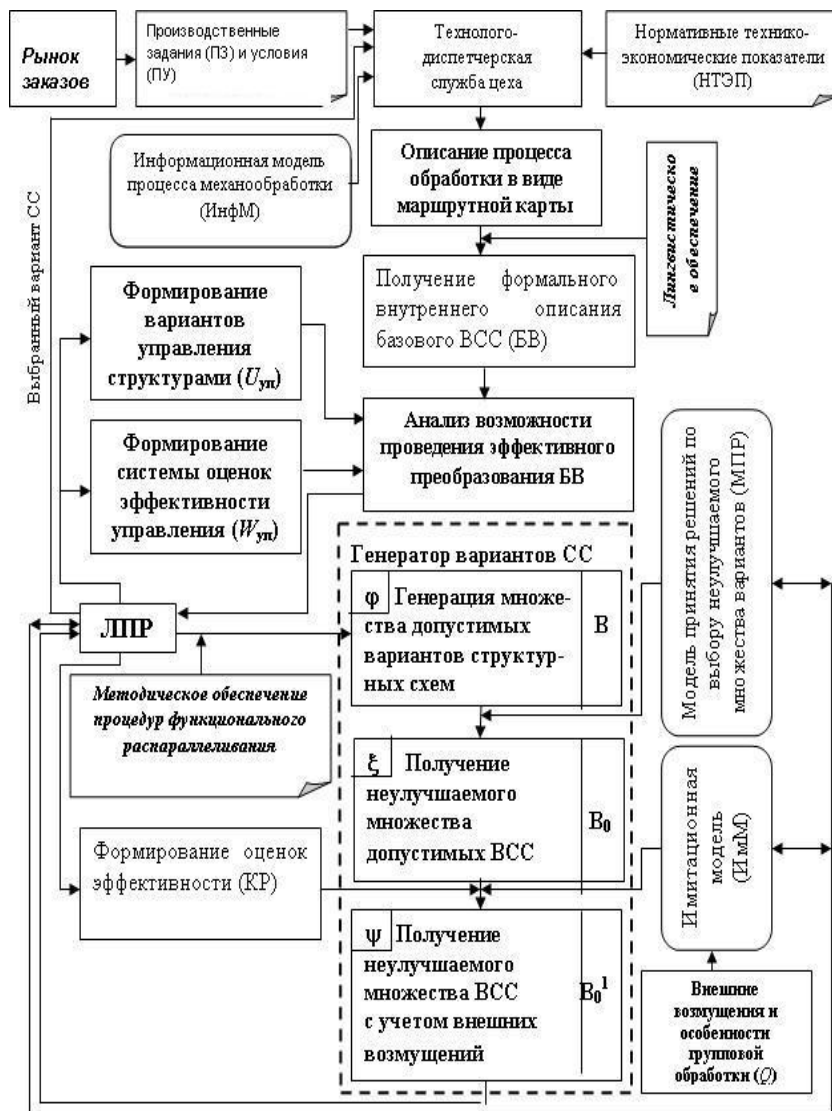 Рынок
заказов
Производственные
задания (ПЗ) и условия
(ПУ)
Технолого-
диспетчерская
служба цеха
Нормативные технико-
экономические показатели
(НТЭП)
Информационная модель
процесса механообработки
(ИнфМ)
Описание процесса
обработки в виде
маршрутной карты
Лингвистическо
е обеспечение
Выбранный вариант СС
Получение формального
внутреннего описания
базового ВСС (БВ)
Формирование
вариантов
управления
структурами (Uуп)
Анализ возможности
проведения эффективного
преобразования БВ
Формирование
системы оценок
эффективности
управления (Wуп)
Модель принятия решений по
выбору неулучшаемого
множества вариантов (МПР)
Генератор вариантов СС
φ Генерация множе-
ства допустимых
вариантов структур-
ных схем
В
ЛПР
Методическое обеспечение
процедур функционального
распараллеливания
ξ Получение
неулучшаемого
множества
допустимых ВСС
В₀
Имитационная
модель
(ИмМ)
Формирование оценок
эффективности (КР)
ψ Получение
неулучшаемого
множества ВСС
с учетом внешних
возмущений
В₀¹
Внешние
возмущения и
особенности
групповой
обработки (Q)